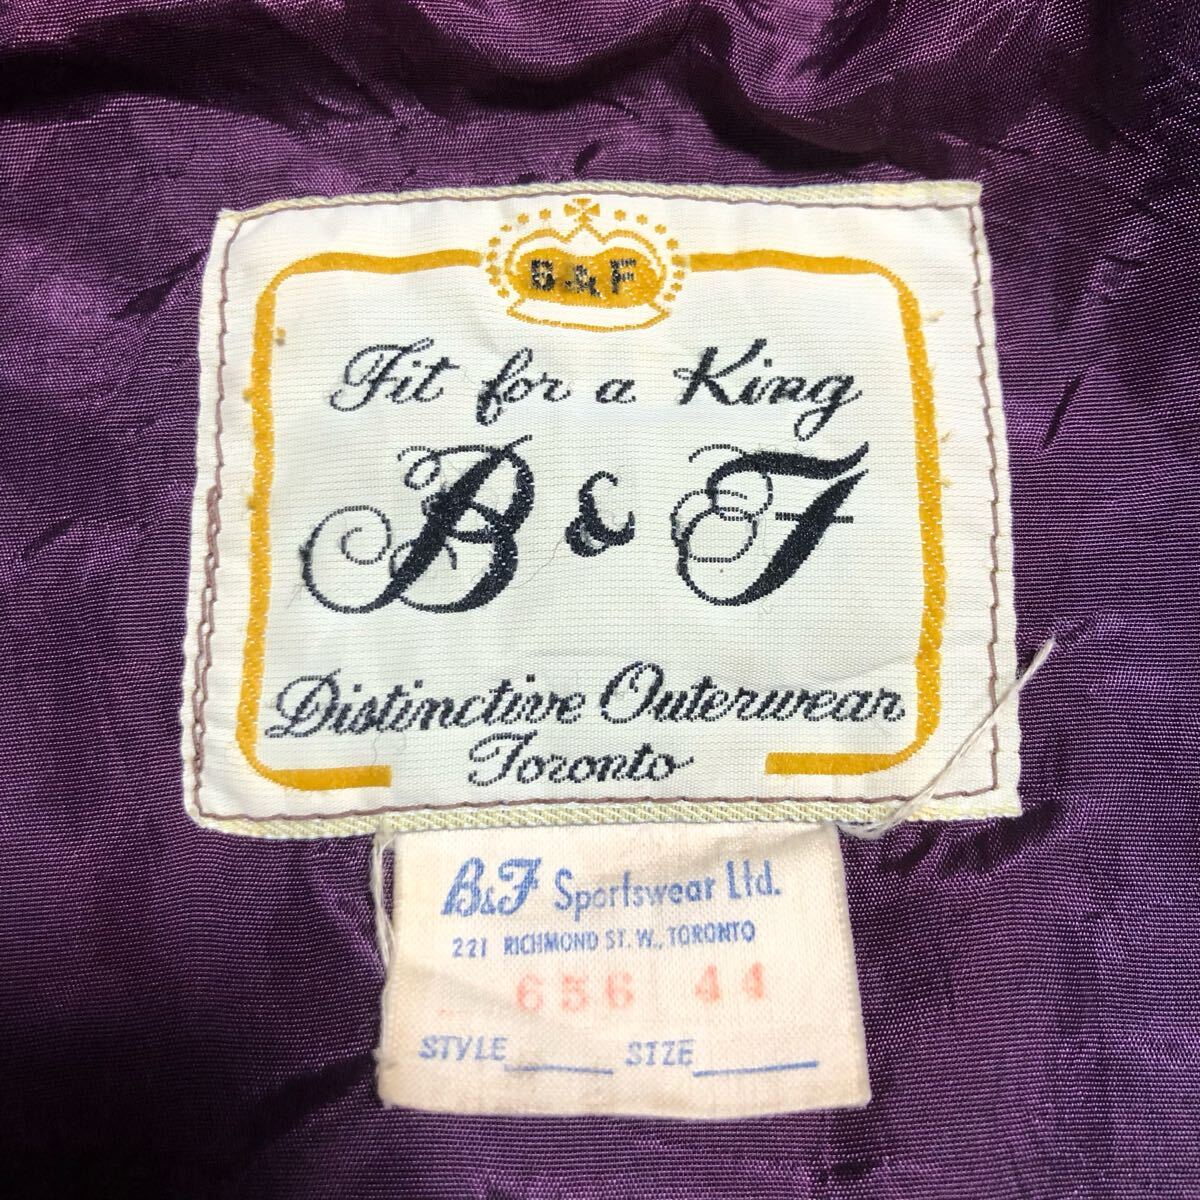 B & F
Fit for a King
B & F
Distinctive Outerwear
Toronto
B&F Sportswear Ltd.
221 RICHMOND ST. W., TORONTO
656 44
STYLE SIZE